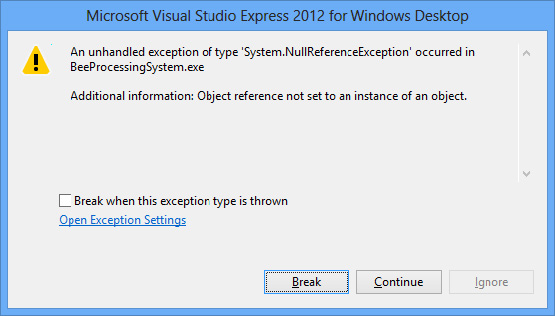 Microsoft Visual Studio Express 2012 for Windows Desktop
An unhandled exception of type 'System.NullReferenceException' occurred in
BeeProcessingSystem.exe
Additional information: Object reference not set to an instance of an object.
Break when this exception type is thrown
Open Exception Settings
Break Continue Ignore